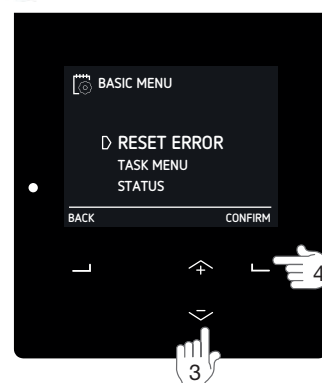 BASIC MENU
RESET ERROR
TASK MENU
STATUS
BACK CONFIRM
4
3